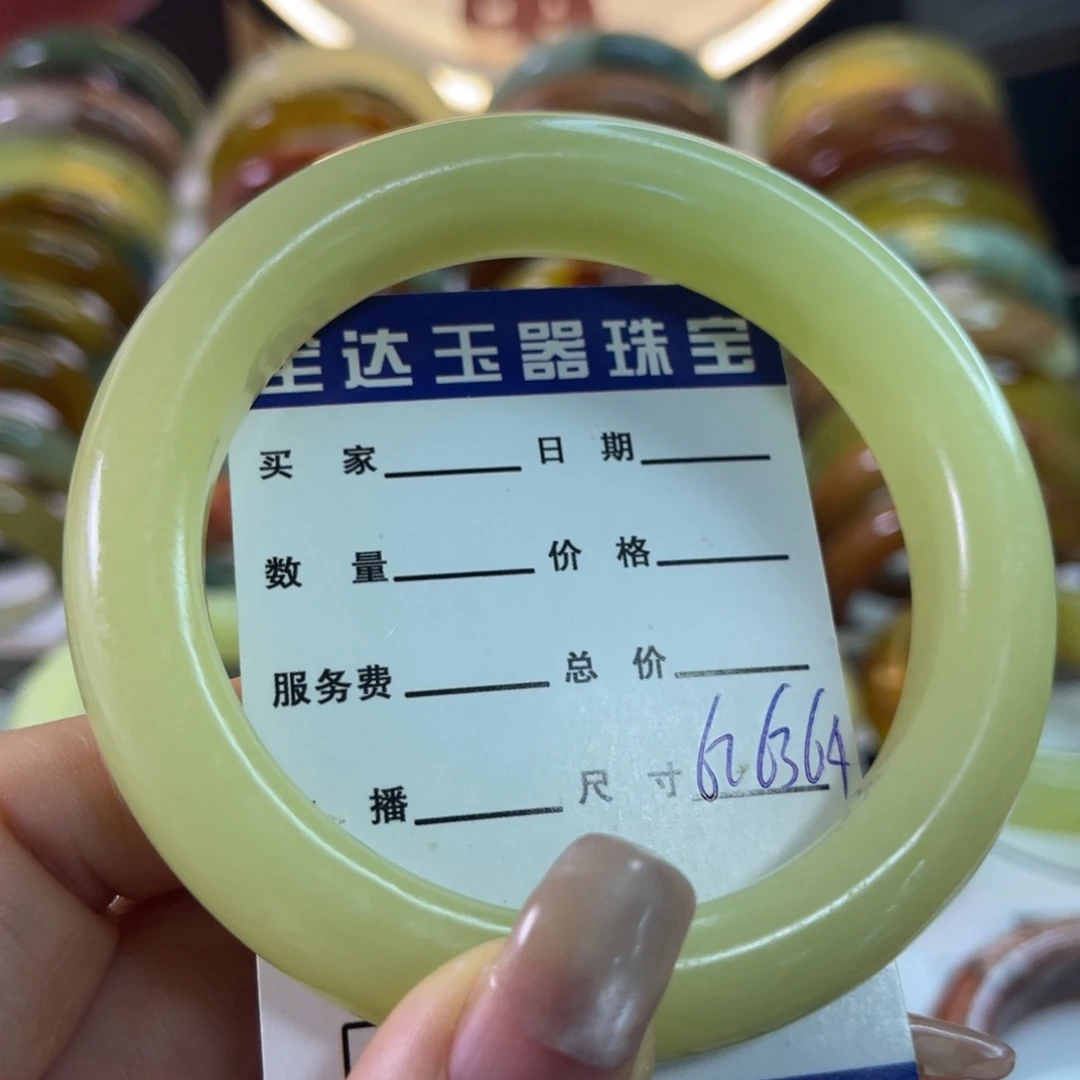 达玉器珠宝
买 家 日 期
数 量 价 格
服务费 总 价
播 尺 寸 62 63 64